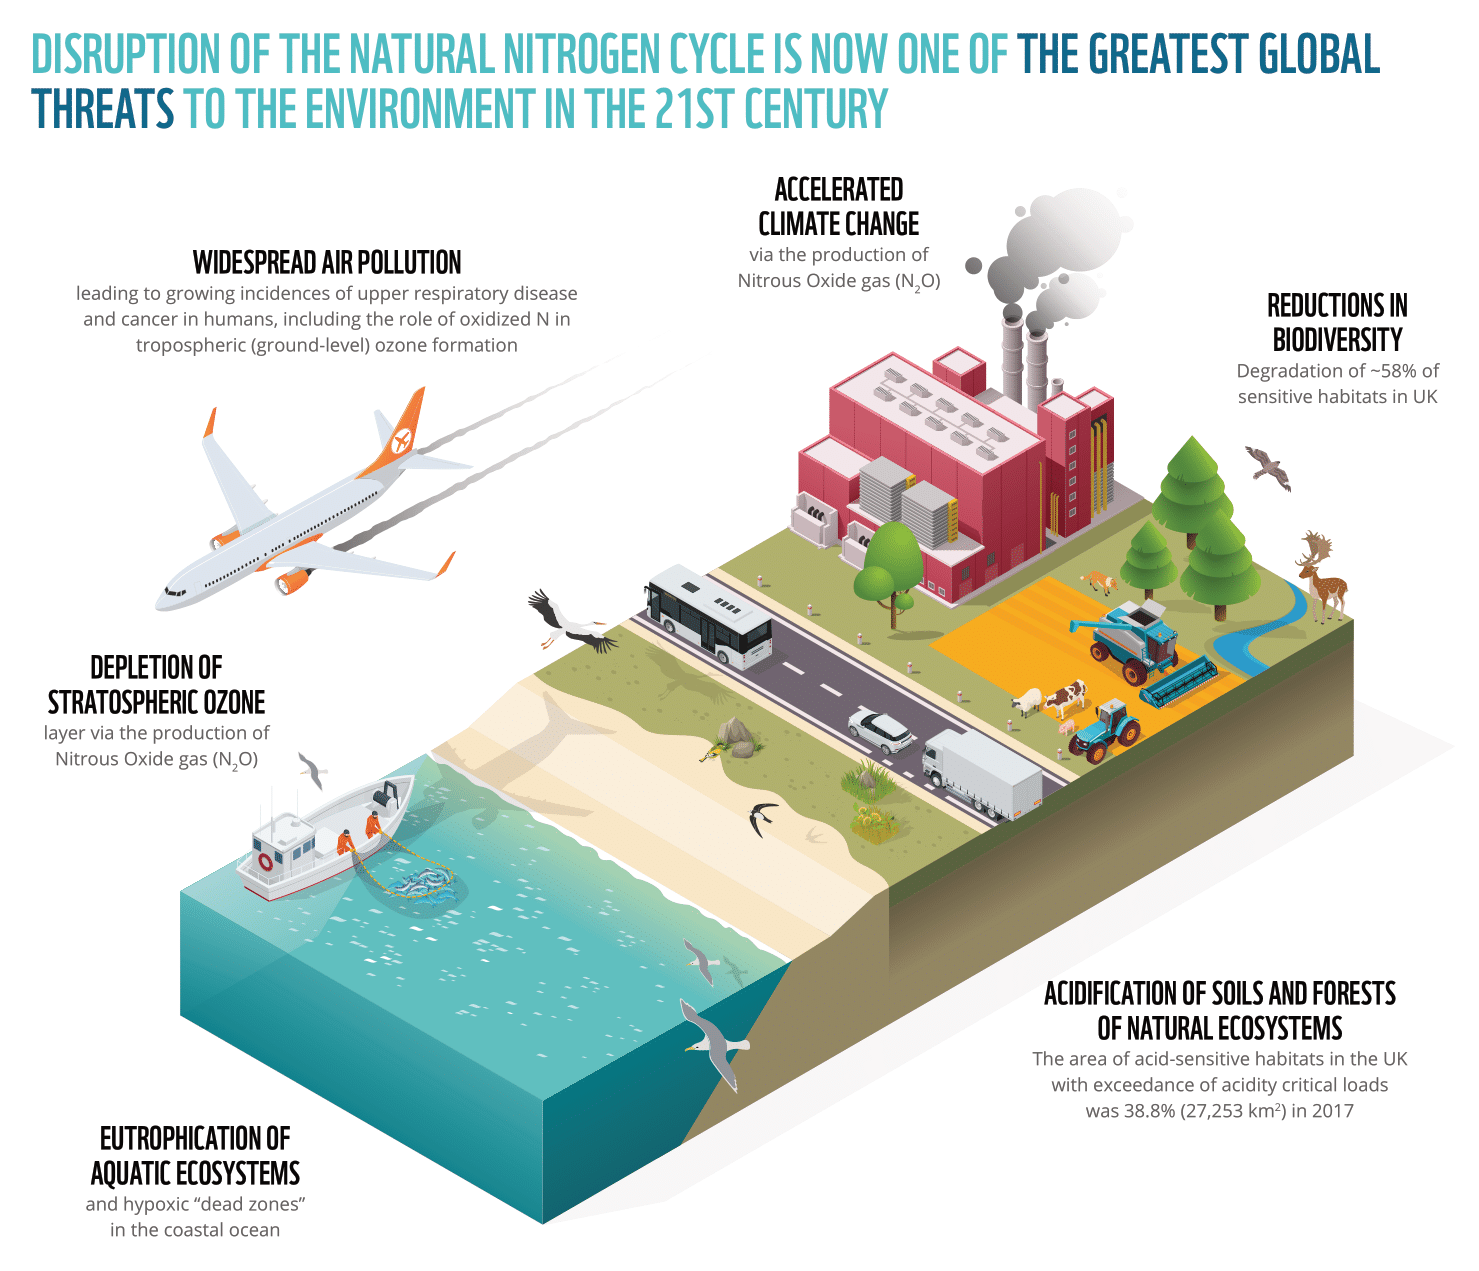 DISRUPTION OF THE NATURAL NITROGEN CYCLE IS NOW ONE OF THE GREATEST GLOBAL
THREATS TO THE ENVIRONMENT IN THE 21ST CENTURY
ACCELERATED
CLIMATE CHANGE
via the production of
Nitrous Oxide gas (N₂O)
WIDESPREAD AIR POLLUTION
leading to growing incidences of upper respiratory disease
and cancer in humans, including the role of oxidized N in
tropospheric (ground-level) ozone formation
REDUCTIONS IN
BIODIVERSITY
Degradation of ~58% of
sensitive habitats in UK
DEPLETION OF
STRATOSPHERIC OZONE
layer via the production of
Nitrous Oxide gas (N₂O)
ACIDIFICATION OF SOILS AND FORESTS
OF NATURAL ECOSYSTEMS
The area of acid-sensitive habitats in the UK
with exceedance of acidity critical loads
was 38.8% (27,253 km²) in 2017
EUTROPHICATION OF
AQUATIC ECOSYSTEMS
and hypoxic “dead zones”
in the coastal ocean